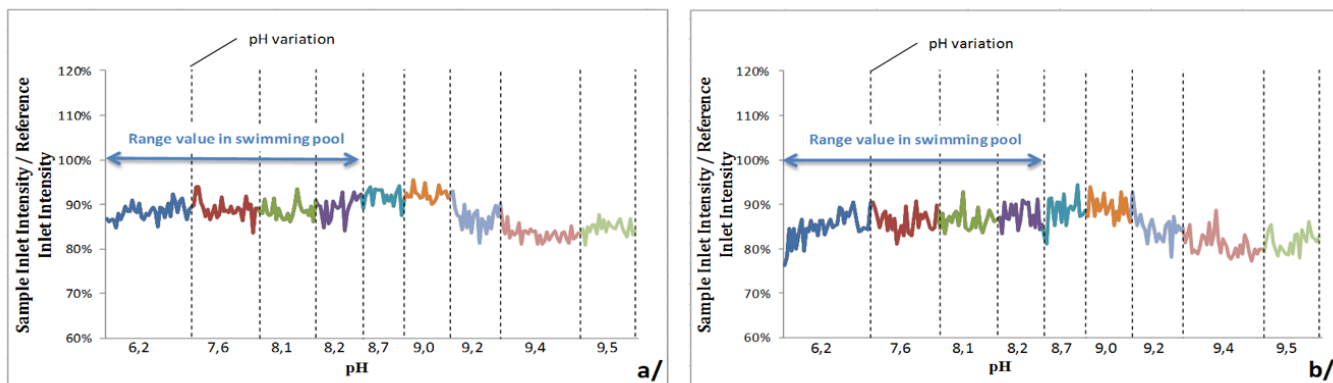 pH variation
120%
110%
100%
90%
80%
70%
60%
Sample Inlet Intensity / Reference
Inlet Intensity
Range value in swimming pool
6,2 7,6 8,1 8,2 8,7 9,0 9,2 9,4 9,5
pH
a/
pH variation
120%
110%
100%
90%
80%
70%
60%
Sample Inlet Intensity / Reference
Inlet Intensity
Range value in swimming pool
6,2 7,6 8,1 8,2 8,7 9,0 9,2 9,4 9,5
pH
b/